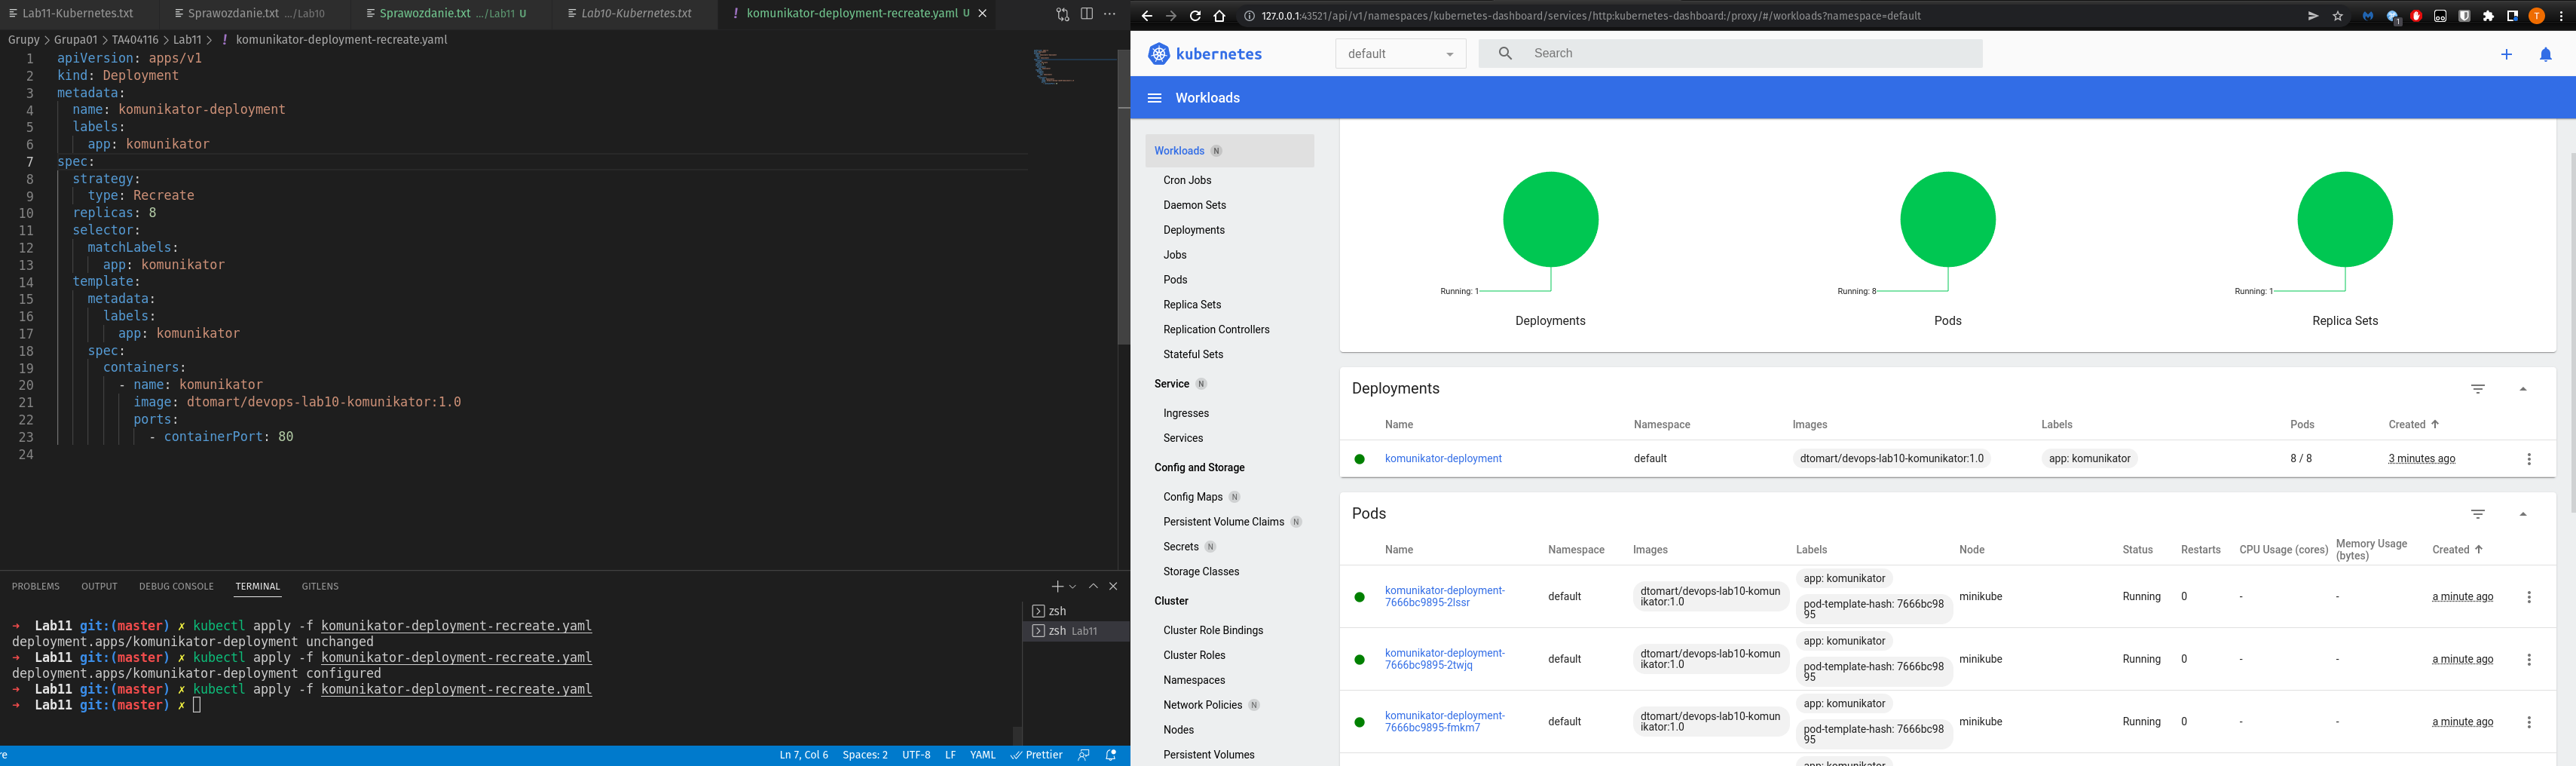 Lab11-Kubernetes.txt
Sprawozdanie.txt .../Lab10
Sprawozdanie.txt .../Lab11 U
Lab10-Kubernetes.txt
! komunikator-deployment-recreate.yaml U
Grupy > Grupa01 > TA404116 > Lab11 > ! komunikator-deployment-recreate.yaml
1 apiVersion: apps/v1
2 kind: Deployment
3 metadata:
4 name: komunikator-deployment
5 labels:
6 app: komunikator
7 spec:
8 strategy:
9 type: Recreate
10 replicas: 8
11 selector:
12 matchLabels:
13 app: komunikator
14 template:
15 metadata:
16 labels:
17 app: komunikator
18 spec:
19 containers:
20 - name: komunikator
21 image: dtomart/devops-lab10-komunikator:1.0
22 ports:
23 - containerPort: 80
24
PROBLEMS OUTPUT DEBUG CONSOLE TERMINAL GITLENS
→ Lab11 git:(master) ✗ kubectl apply -f komunikator-deployment-recreate.yaml
deployment.apps/komunikator-deployment unchanged
→ Lab11 git:(master) ✗ kubectl apply -f komunikator-deployment-recreate.yaml
deployment.apps/komunikator-deployment configured
→ Lab11 git:(master) ✗ kubectl apply -f komunikator-deployment-recreate.yaml
→ Lab11 git:(master) ✗
zsh
zsh Lab11
re
Ln 7, Col 6 Spaces: 2 UTF-8 LF YAML Prettier
127.0.0.1:43521/api/v1/namespaces/kubernetes-dashboard/services/http:kubernetes-dashboard:/proxy/#/workloads?namespace=default
1
T
kubernetes
default
Search
Workloads
Workloads N
Cron Jobs
Daemon Sets
Deployments
Jobs
Pods
Replica Sets
Replication Controllers
Stateful Sets
Service N
Ingresses
Services
Config and Storage
Config Maps N
Persistent Volume Claims N
Secrets N
Storage Classes
Cluster
Cluster Role Bindings
Cluster Roles
Namespaces
Network Policies N
Nodes
Persistent Volumes
Running: 1
Deployments
Running: 8
Pods
Running: 1
Replica Sets
Deployments
Name Namespace Images Labels Pods Created
komunikator-deployment default dtomart/devops-lab10-komunikator:1.0 app: komunikator 8 / 8 3 minutes ago
Pods
Name Namespace Images Labels Node Status Restarts CPU Usage (cores) Memory Usage (bytes) Created
komunikator-deployment-
7666bc9895-2lssr
default
dtomart/devops-lab10-komun
ikator:1.0
app: komunikator
pod-template-hash: 7666bc98
95
minikube Running 0 - - a minute ago
komunikator-deployment-
7666bc9895-2twjq
default
dtomart/devops-lab10-komun
ikator:1.0
app: komunikator
pod-template-hash: 7666bc98
95
minikube Running 0 - - a minute ago
komunikator-deployment-
7666bc9895-fmkm7
default
dtomart/devops-lab10-komun
ikator:1.0
app: komunikator
pod-template-hash: 7666bc98
95
minikube Running 0 - - a minute ago
app: komunikator